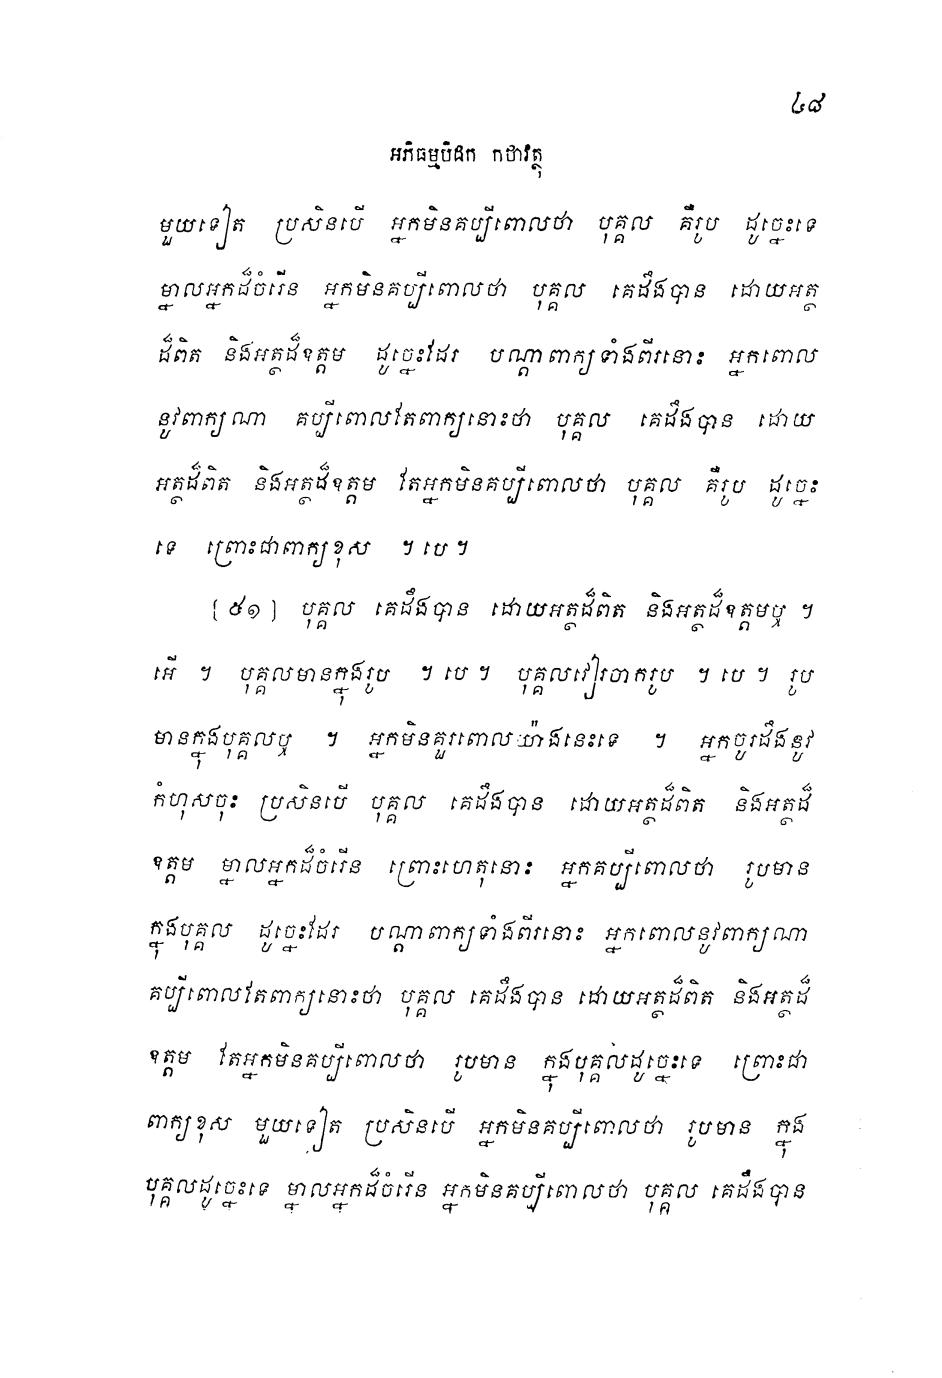 ៤៨
អភិធម្មបិដក កថាវត្ថុ
មួយទៀត ប្រសិនបើ អ្នកមិនគប្បីពោលថា បុគ្គល គឺរូប ដូច្នេះទេ
ម្នាលអ្នកដ៏ចំរើន អ្នកមិនគប្បីពោលថា បុគ្គល គេដឹងបាន ដោយអត្ថ
ដ៏ពិត និងអត្ថដ៏ឧត្តម ដូច្នេះដែរ បណ្តាពាក្យទាំងពីរនោះ អ្នកពោល
នូវពាក្យណា គប្បីពោលតែពាក្យនោះថា បុគ្គល គេដឹងបាន ដោយ
អត្ថដ៏ពិត និងអត្ថដ៏ឧត្តម តែអ្នកមិនគប្បីពោលថា បុគ្គល គឺរូប ដូច្នេះ
ទេ ព្រោះជាពាក្យខុស ។ បេ ។
[៥១] បុគ្គល គេដឹងបាន ដោយអត្ថដ៏ពិត និងអត្ថដ៏ឧត្តមឬ ។
អើ ។ បុគ្គលមានក្នុងរូប ។ បេ ។ បុគ្គលវៀរចាករូប ។ បេ ។ រូប
មានក្នុងបុគ្គលឬ ។ អ្នកមិនគួរពោលយ៉ាងនេះទេ ។ អ្នកចូរដឹងនូវ
កំហុសចុះ ប្រសិនបើ បុគ្គល គេដឹងបាន ដោយអត្ថដ៏ពិត និងអត្ថដ៏
ឧត្តម ម្នាលអ្នកដ៏ចំរើន ព្រោះហេតុនោះ អ្នកគប្បីពោលថា រូបមាន
ក្នុងបុគ្គល ដូច្នេះដែរ បណ្តាពាក្យទាំងពីរនោះ អ្នកពោលនូវពាក្យណា
គប្បីពោលតែពាក្យនោះថា បុគ្គល គេដឹងបាន ដោយអត្ថដ៏ពិត និងអត្ថដ៏
ឧត្តម តែអ្នកមិនគប្បីពោលថា រូបមាន ក្នុងបុគ្គលដូច្នេះទេ ព្រោះជា
ពាក្យខុស មួយទៀត ប្រសិនបើ អ្នកមិនគប្បីពោលថា រូបមាន ក្នុង
បុគ្គលដូច្នេះទេ ម្នាលអ្នកដ៏ចំរើន អ្នកមិនគប្បីពោលថា បុគ្គល គេដឹងបាន